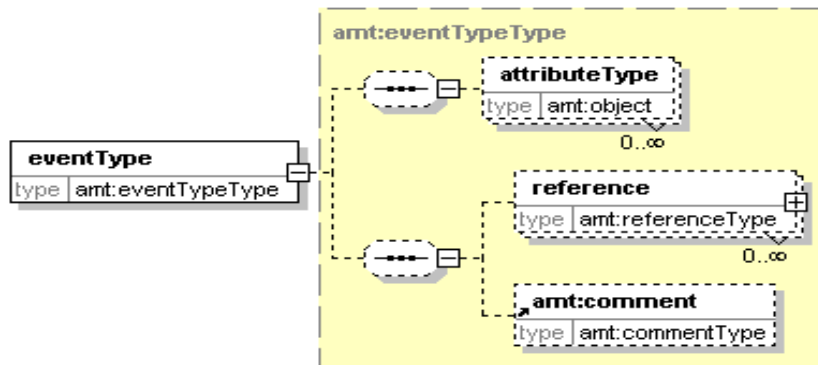 amt:eventTypeType
attributeType
type amt:object
0..∞
eventType
type amt:eventTypeType
reference
type amt:referenceType
0..∞
amt:comment
type amt:commentType